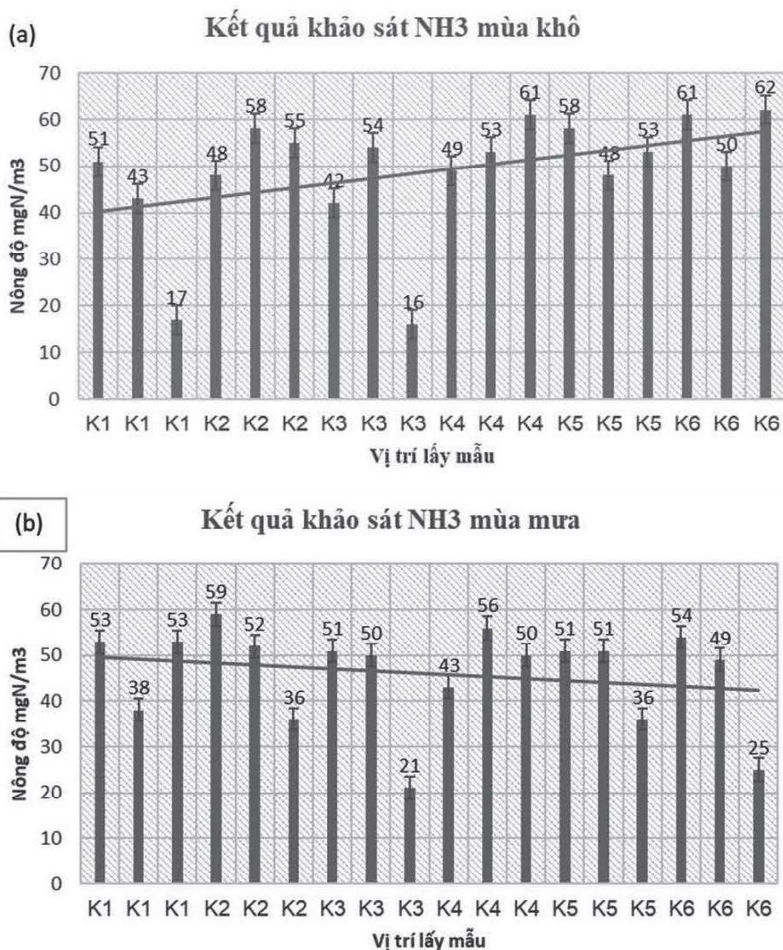 (a)
Kết quả khảo sát NH3 mùa khô
Nông độ mgN/m3
70
60
50
40
30
20
10
0
51 43 17 48 58 55 42 54 16 49 53 61 58 48 53 61 50 62
K1 K1 K1 K2 K2 K2 K3 K3 K3 K4 K4 K4 K5 K5 K5 K6 K6 K6
Vị trí lấy mẫu
(b)
Kết quả khảo sát NH3 mùa mưa
Nông độ mgN/m3
70
60
50
40
30
20
10
0
53 38 53 59 52 36 51 50 21 43 56 50 51 51 36 54 49 25
K1 K1 K1 K2 K2 K2 K3 K3 K3 K4 K4 K4 K5 K5 K5 K6 K6 K6
Vị trí lấy mẫu